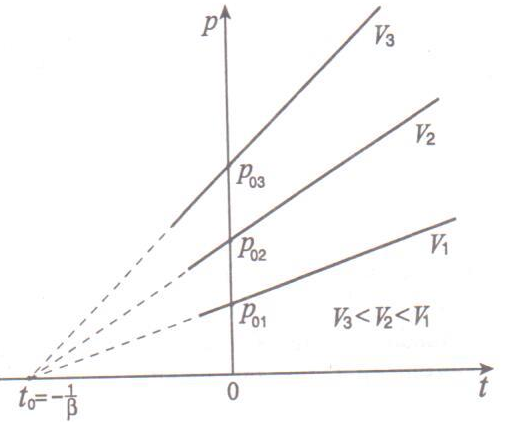 p
V₃
V₂
p₀₃
p₀₂
V₁
p₀₁
V₃<V₂<V₁
t₀=-1/β
0
t